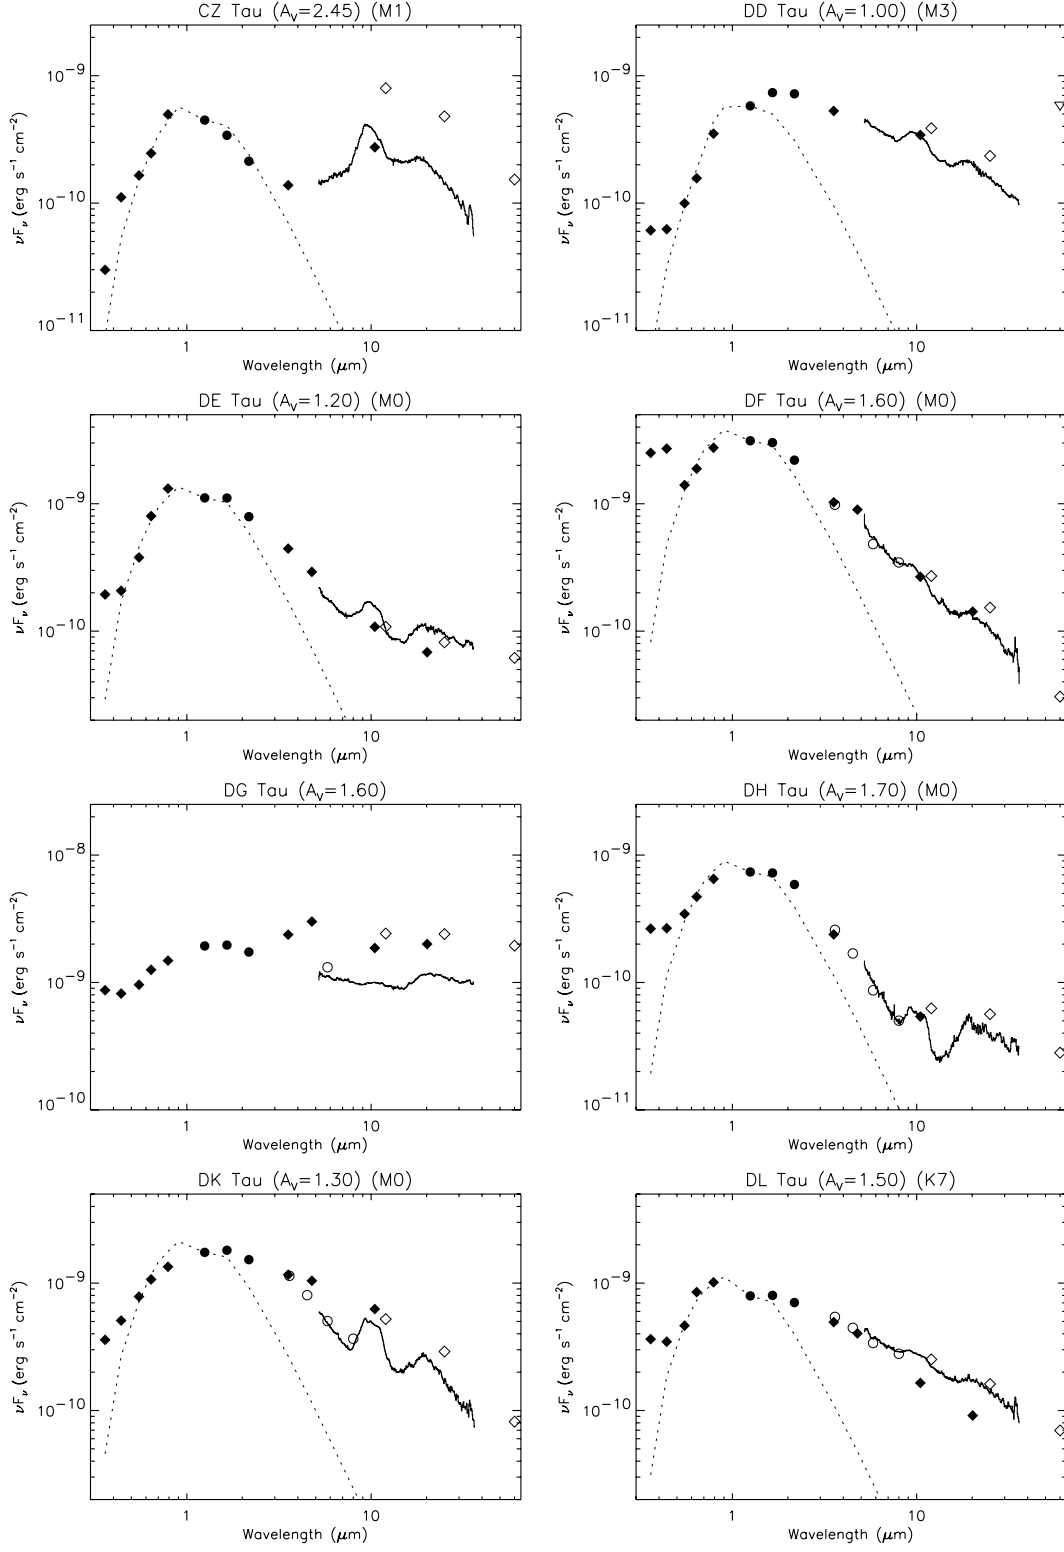 CZ Tau (A_V=2.45) (M1)
10⁻⁹
10⁻¹⁰
10⁻¹¹
νF_ν (erg s⁻¹ cm⁻²)
1
10
Wavelength (μm)
DD Tau (A_V=1.00) (M3)
10⁻⁹
10⁻¹⁰
10⁻¹¹
νF_ν (erg s⁻¹ cm⁻²)
1
10
Wavelength (μm)
DE Tau (A_V=1.20) (M0)
10⁻⁹
10⁻¹⁰
νF_ν (erg s⁻¹ cm⁻²)
1
10
Wavelength (μm)
DF Tau (A_V=1.60) (M0)
10⁻⁹
10⁻¹⁰
νF_ν (erg s⁻¹ cm⁻²)
1
10
Wavelength (μm)
DG Tau (A_V=1.60)
10⁻⁸
10⁻⁹
10⁻¹⁰
νF_ν (erg s⁻¹ cm⁻²)
1
10
Wavelength (μm)
DH Tau (A_V=1.70) (M0)
10⁻⁹
10⁻¹⁰
10⁻¹¹
νF_ν (erg s⁻¹ cm⁻²)
1
10
Wavelength (μm)
DK Tau (A_V=1.30) (M0)
10⁻⁹
10⁻¹⁰
νF_ν (erg s⁻¹ cm⁻²)
1
10
Wavelength (μm)
DL Tau (A_V=1.50) (K7)
10⁻⁹
10⁻¹⁰
νF_ν (erg s⁻¹ cm⁻²)
1
10
Wavelength (μm)